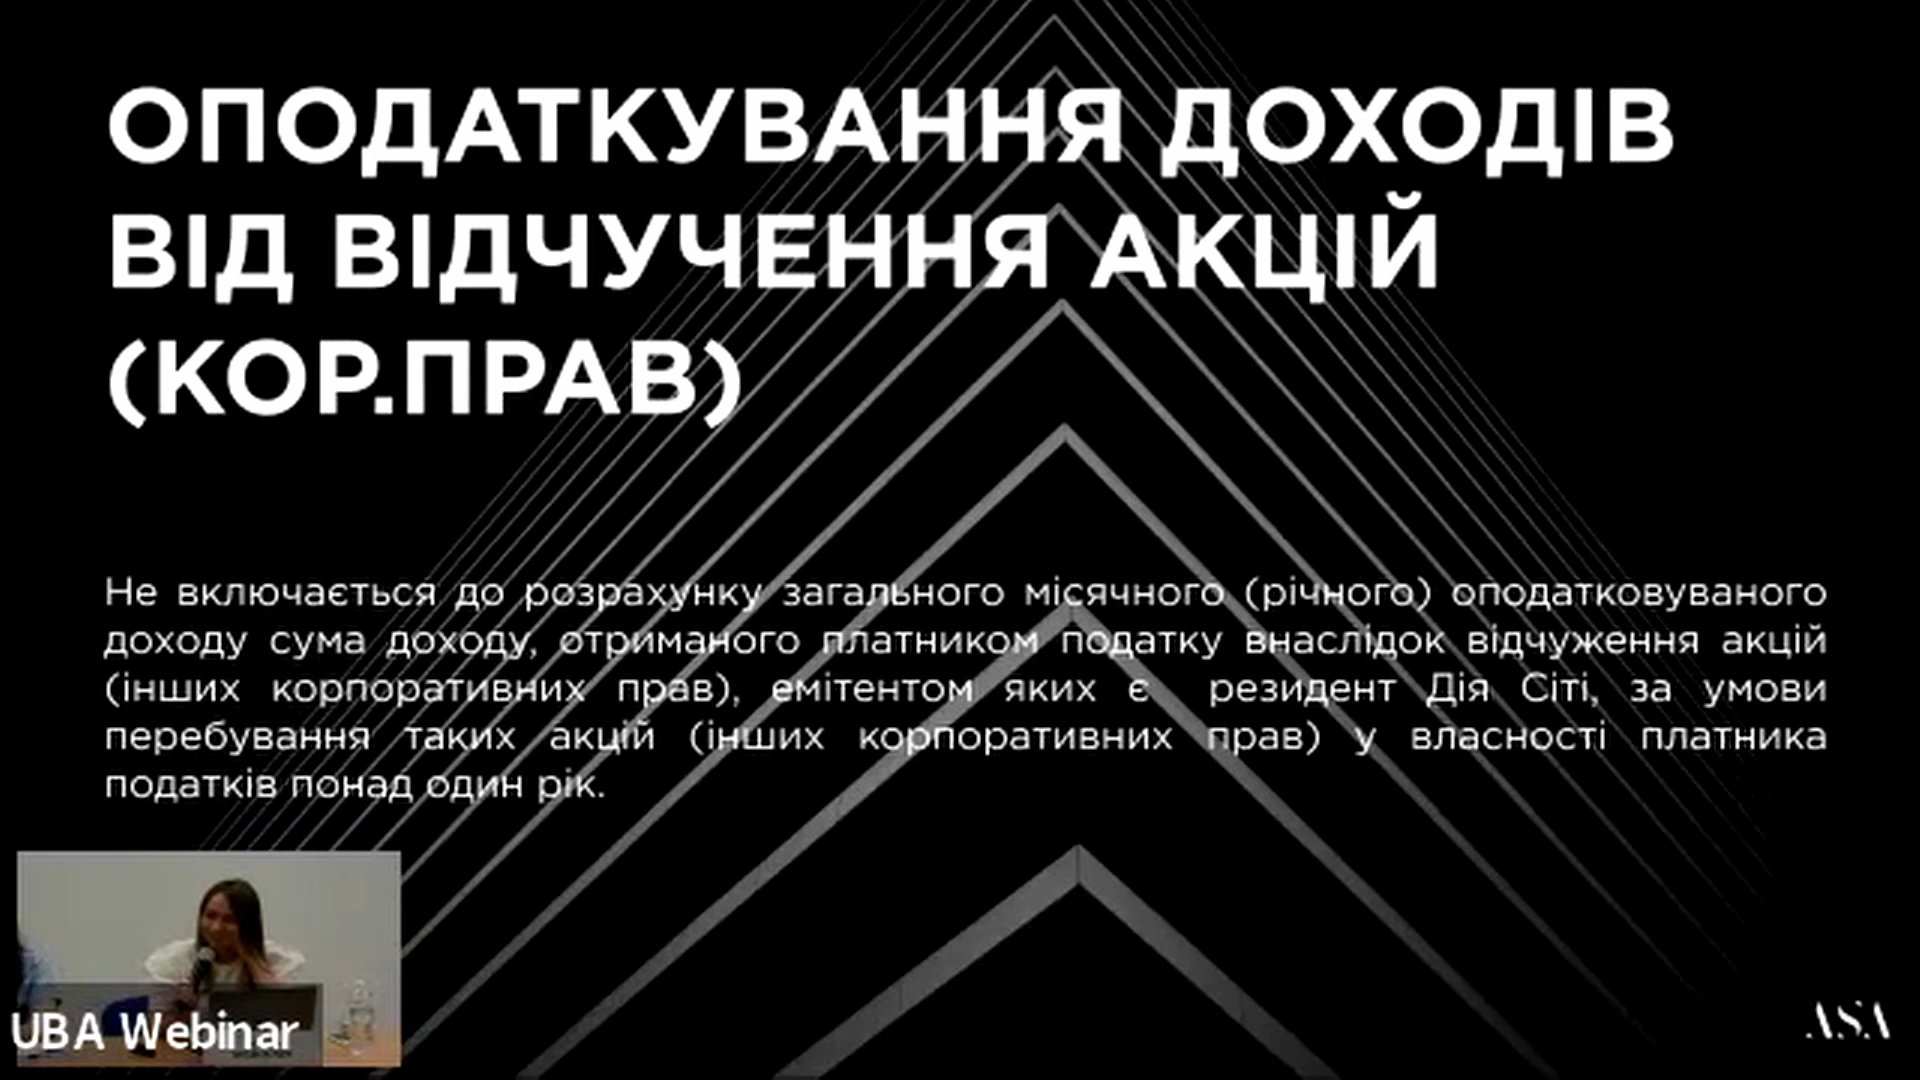 ОПОДАТКУВАННЯ ДОХОДІВ
ВІД ВІДЧУЧЕННЯ АКЦІЙ
(КОР.ПРАВ)
Не включається до розрахунку загального місячного (річного) оподатковуваного
доходу сума доходу, отриманого платником податку внаслідок відчуження акцій
(інших корпоративних прав), емітентом яких є резидент Дія Сіті, за умови
перебування таких акцій (інших корпоративних прав) у власності платника
податків понад один рік.
UBA Webinar
ASA